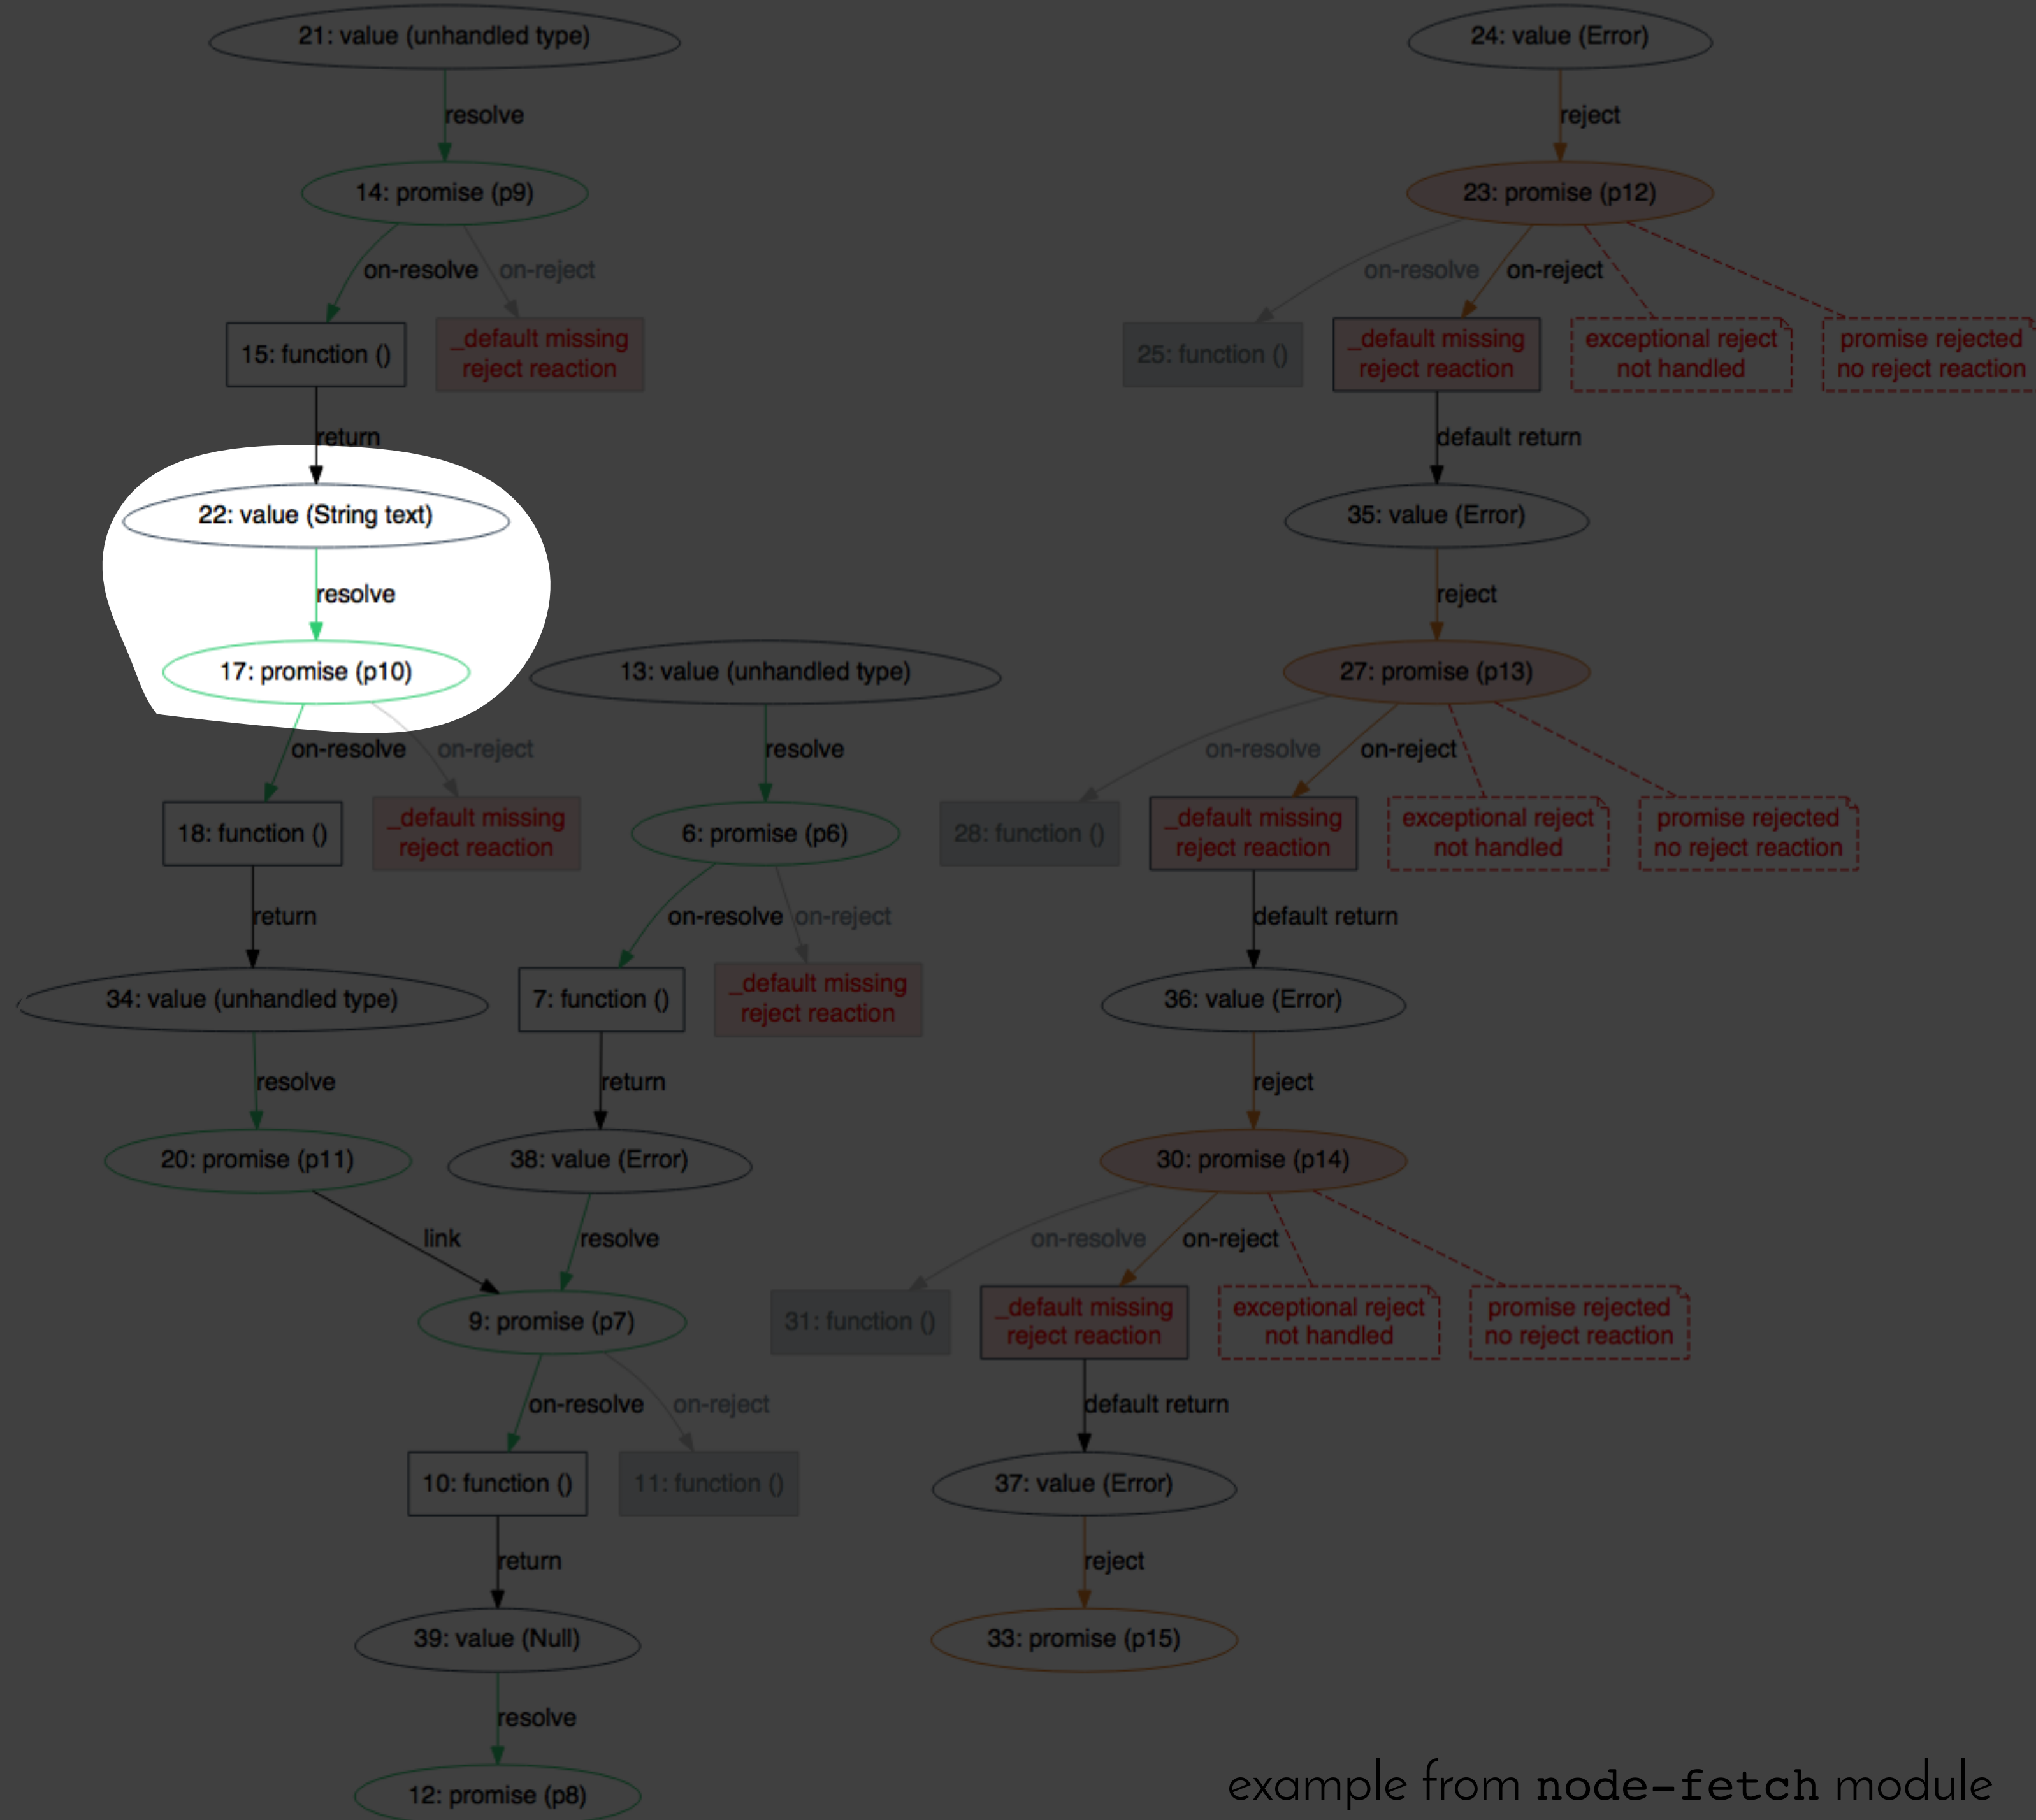 21: value (unhandled type)
24: value (Error)
resolve
reject
14: promise (p9)
23: promise (p12)
on-resolve
on-reject
on-resolve
on-reject
15: function ()
_default missing
reject reaction
25: function ()
_default missing
reject reaction
exceptional reject
not handled
promise rejected
no reject reaction
return
default return
22: value (String text)
35: value (Error)
resolve
reject
17: promise (p10)
13: value (unhandled type)
27: promise (p13)
on-resolve
on-reject
resolve
on-resolve
on-reject
18: function ()
_default missing
reject reaction
6: promise (p6)
28: function ()
_default missing
reject reaction
exceptional reject
not handled
promise rejected
no reject reaction
return
on-resolve
on-reject
default return
34: value (unhandled type)
7: function ()
_default missing
reject reaction
36: value (Error)
resolve
return
reject
20: promise (p11)
38: value (Error)
30: promise (p14)
link
resolve
on-resolve
on-reject
9: promise (p7)
31: function ()
_default missing
reject reaction
exceptional reject
not handled
promise rejected
no reject reaction
on-resolve
on-reject
default return
10: function ()
11: function ()
37: value (Error)
return
reject
39: value (Null)
33: promise (p15)
resolve
12: promise (p8)
example from node-fetch module